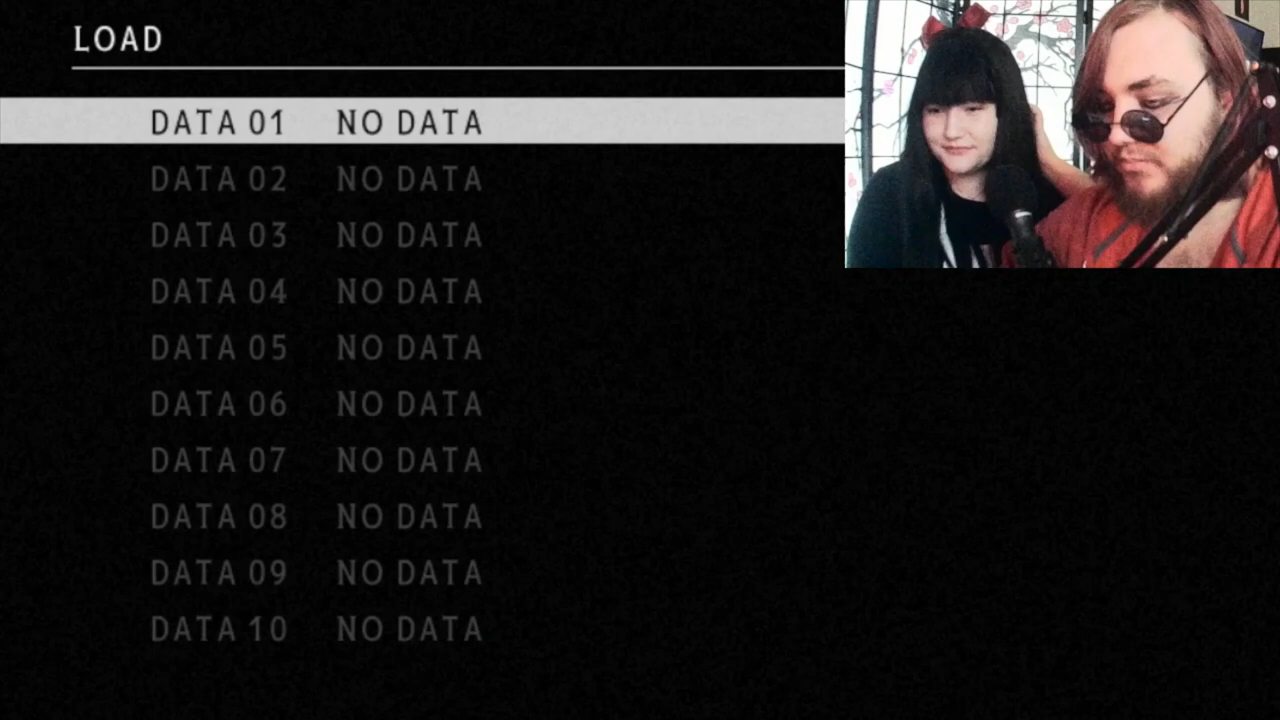 LOAD
DATA 01 NO DATA
DATA 02 NO DATA
DATA 03 NO DATA
DATA 04 NO DATA
DATA 05 NO DATA
DATA 06 NO DATA
DATA 07 NO DATA
DATA 08 NO DATA
DATA 09 NO DATA
DATA 10 NO DATA